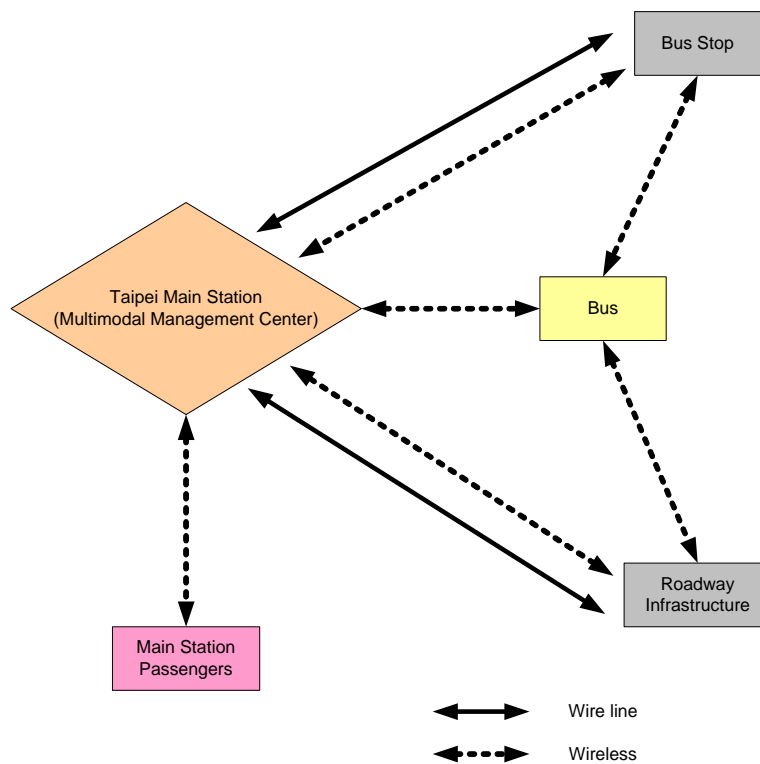 Bus Stop
Taipei Main Station
(Multimodal Management Center)
Bus
Roadway
Infrastructure
Main Station
Passengers
Wire line
Wireless